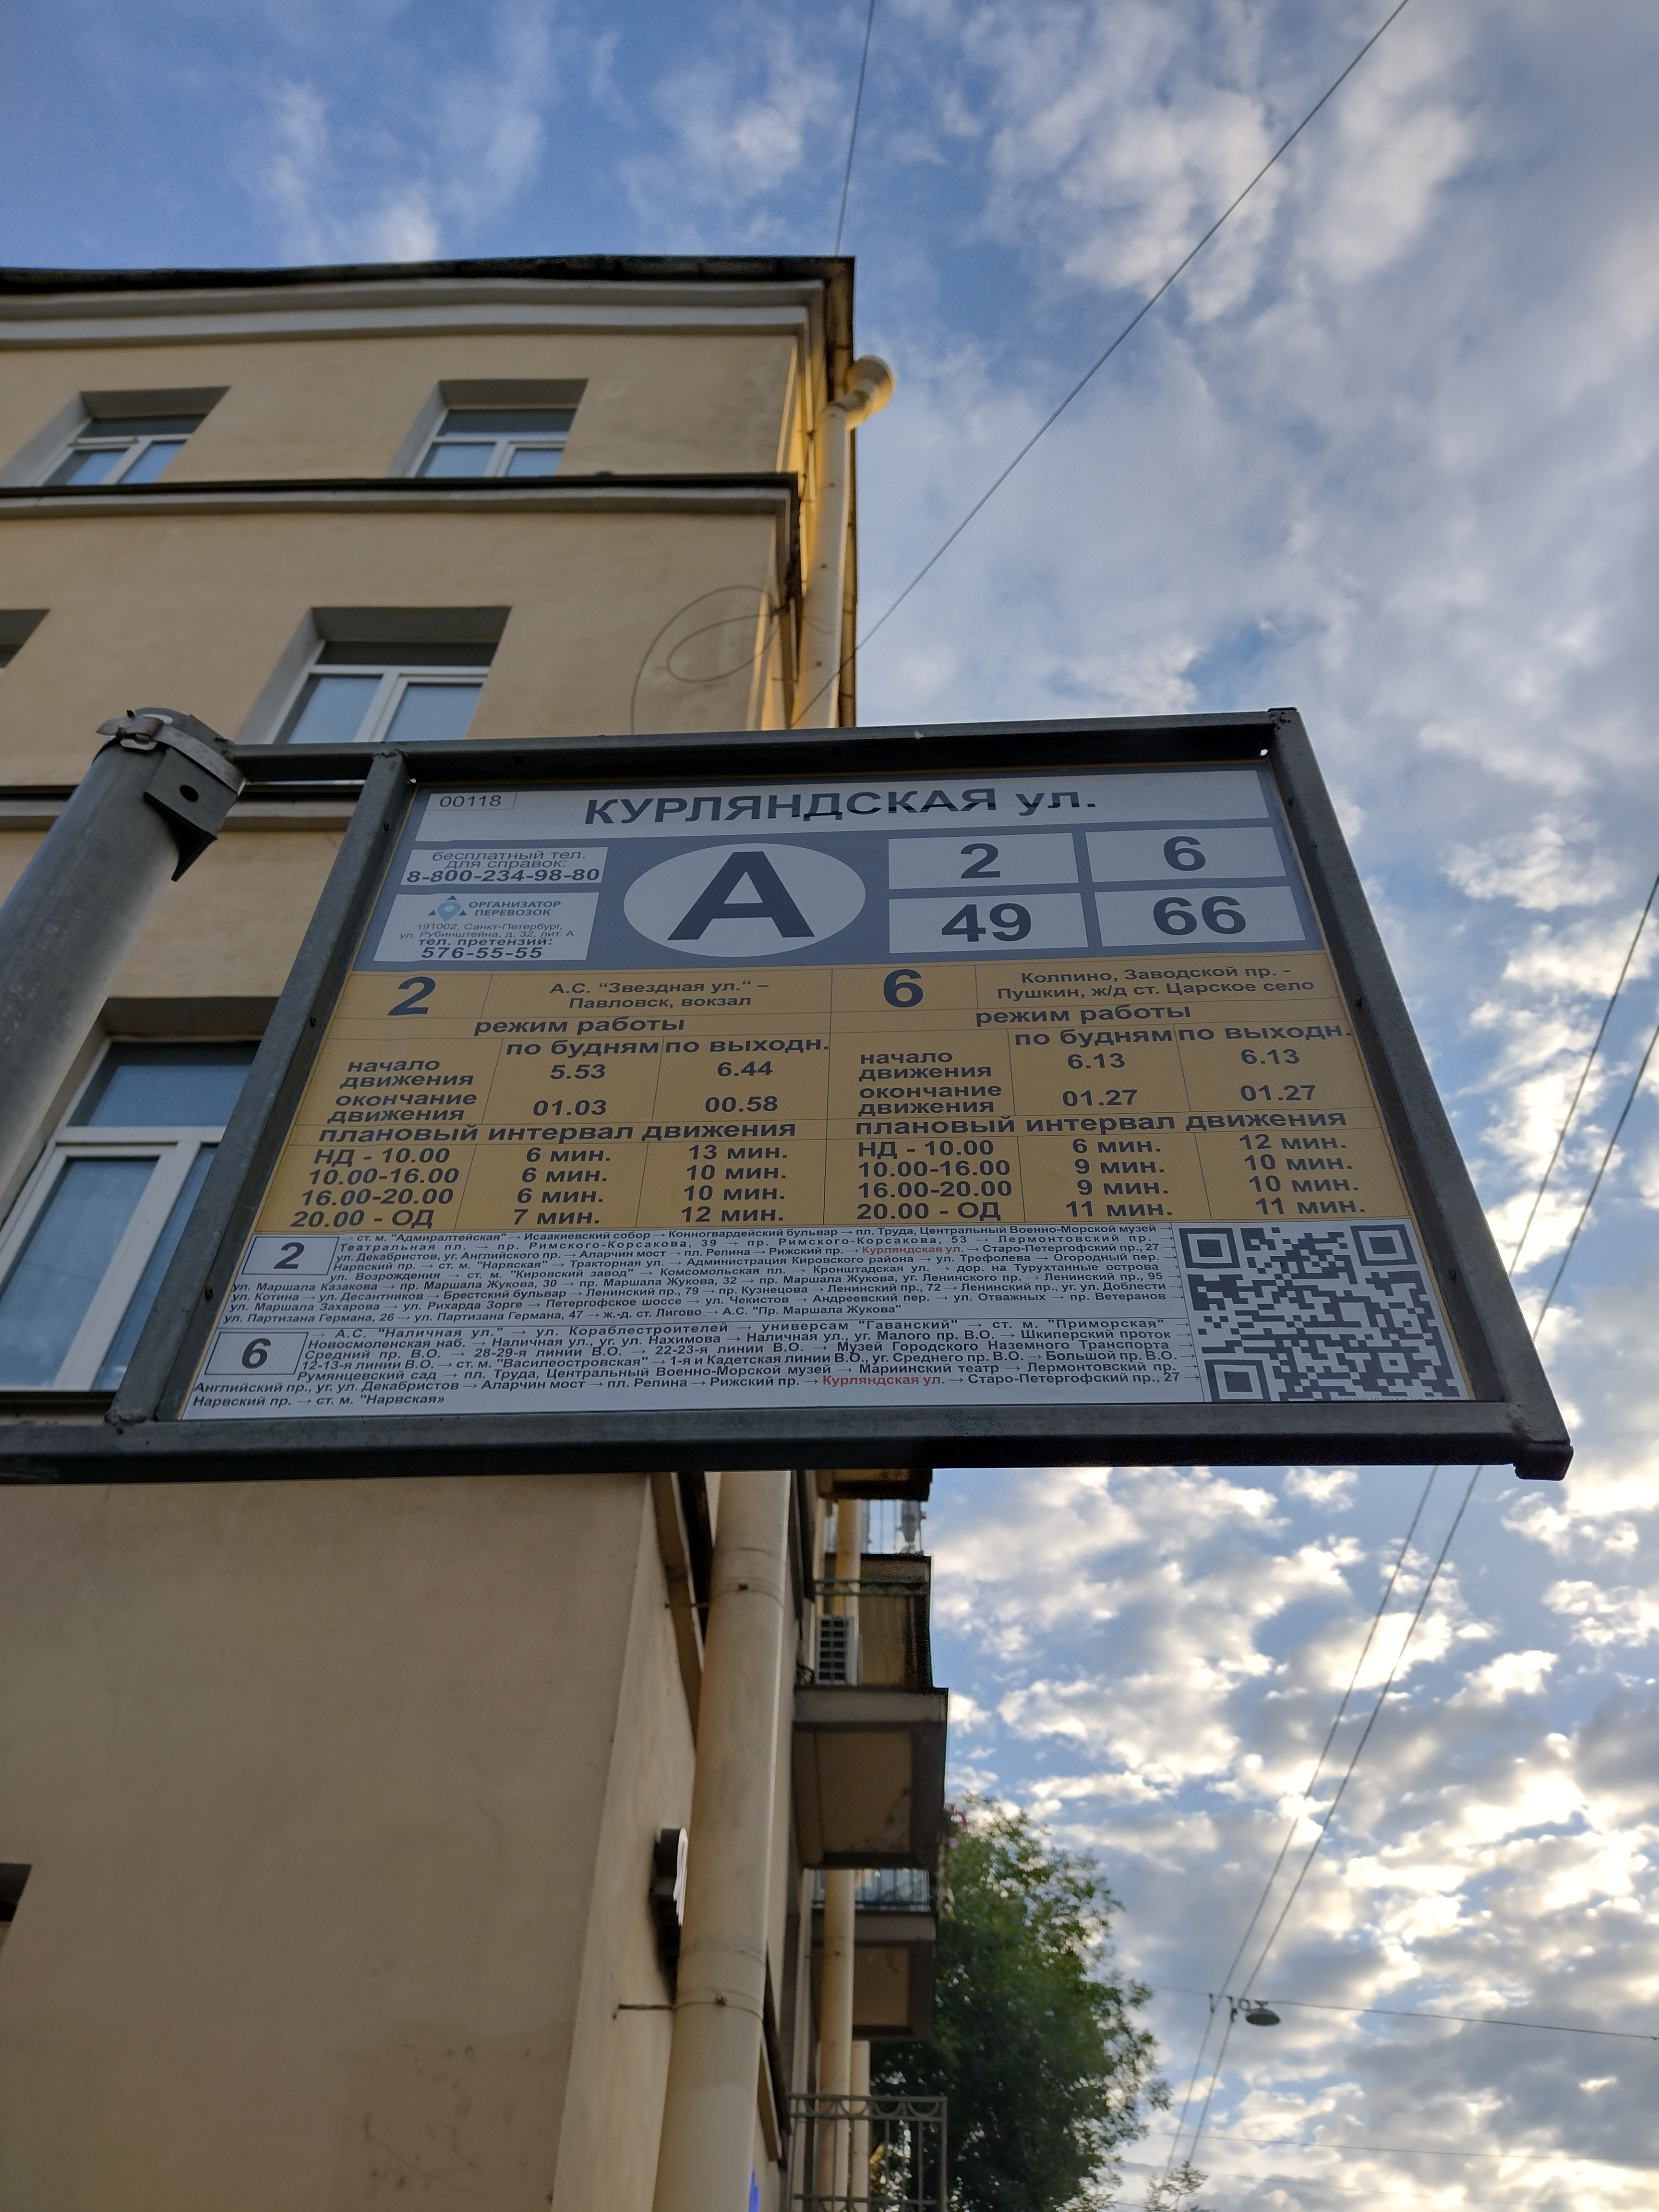 00118
КУРЛЯНДСКАЯ ул.
бесплатный тел.
для справок:
8-800-234-98-80
ОРГАНИЗАТОР
ПЕРЕВОЗОК
191002, Санкт-Петербург,
ул. Рубинштейна, д. 32, лит. А
тел. претензий:
576-55-55
А
2
6
49
66
2
А.С. “Звездная ул.“ –
Павловск, вокзал
режим работы
по будням по выходн.
начало
движения
5.53 6.44
окончание
движения
01.03 00.58
плановый интервал движения
НД - 10.00 6 мин. 13 мин.
10.00-16.00 6 мин. 10 мин.
16.00-20.00 6 мин. 10 мин.
20.00 - ОД 7 мин. 12 мин.
6
Колпино, Заводской пр. -
Пушкин, ж/д ст. Царское село
режим работы
по будням по выходн.
начало
движения
6.13 6.13
окончание
движения
01.27 01.27
плановый интервал движения
НД - 10.00 6 мин. 12 мин.
10.00-16.00 9 мин. 10 мин.
16.00-20.00 9 мин. 10 мин.
20.00 - ОД 11 мин. 11 мин.
2
→ ст. м. "Адмиралтейская" → Исаакиевский собор → Конногвардейский бульвар → пл. Труда, Центральный Военно-Морской музей →
Театральная пл. → пр. Римского-Корсакова, 39 → пр. Римского-Корсакова, 53 → Лермонтовский пр.
ул. Декабристов, уг. Английского пр. → Аларчин мост → пл. Репина → Рижский пр. → Курляндская ул. → Старо-Петергофский пр., 27 →
Нарвский пр. → ст. м. "Нарвская" → Тракторная ул. → Администрация Кировского района → ул. Трефолева → Огородный пер.
ул. Возрождения → ст. м. "Кировский завод" → Комсомольская пл. → Кронштадская ул. → дор. на Турухтанные острова
ул. Маршала Казакова → пр. Маршала Жукова, 30 → пр. Маршала Жукова, 32 → пр. Маршала Жукова, уг. Ленинского пр. → Ленинский пр., 95 →
ул. Котина → ул. Десантников → Брестский бульвар → Ленинский пр., 79 → пр. Кузнецова → Ленинский пр., 72 → Ленинский пр., уг. ул. Доблести
ул. Маршала Захарова → ул. Рихарда Зорге → Петергофское шоссе → ул. Чекистов → Андреевский пер. → ул. Отважных → пр. Ветеранов →
ул. Партизана Германа, 26 → ул. Партизана Германа, 47 → ж.-д. ст. Лигово → А.С. "Пр. Маршала Жукова"
6
→ А.С. "Наличная ул." → ул. Кораблестроителей → универсам "Гаванский" → ст. м. "Приморская" →
Новосмоленская наб. → Наличная ул., уг. ул. Нахимова → Наличная ул., уг. Малого пр. В.О. → Шкиперский проток
Средний пр. В.О. → 28-29-я линии В.О. → 22-23-я линии В.О. → Музей Городского Наземного Транспорта →
12-13-я линии В.О. → ст. м. "Василеостровская" → 1-я и Кадетская линии В.О., уг. Среднего пр. В.О. → Большой пр. В.О. →
Румянцевский сад → пл. Труда, Центральный Военно-Морской музей → Мариинский театр → Лермонтовский пр.
Английский пр., уг. ул. Декабристов → Аларчин мост → пл. Репина → Рижский пр. → Курляндская ул. → Старо-Петергофский пр., 27 →
Нарвский пр. → ст. м. "Нарвская»